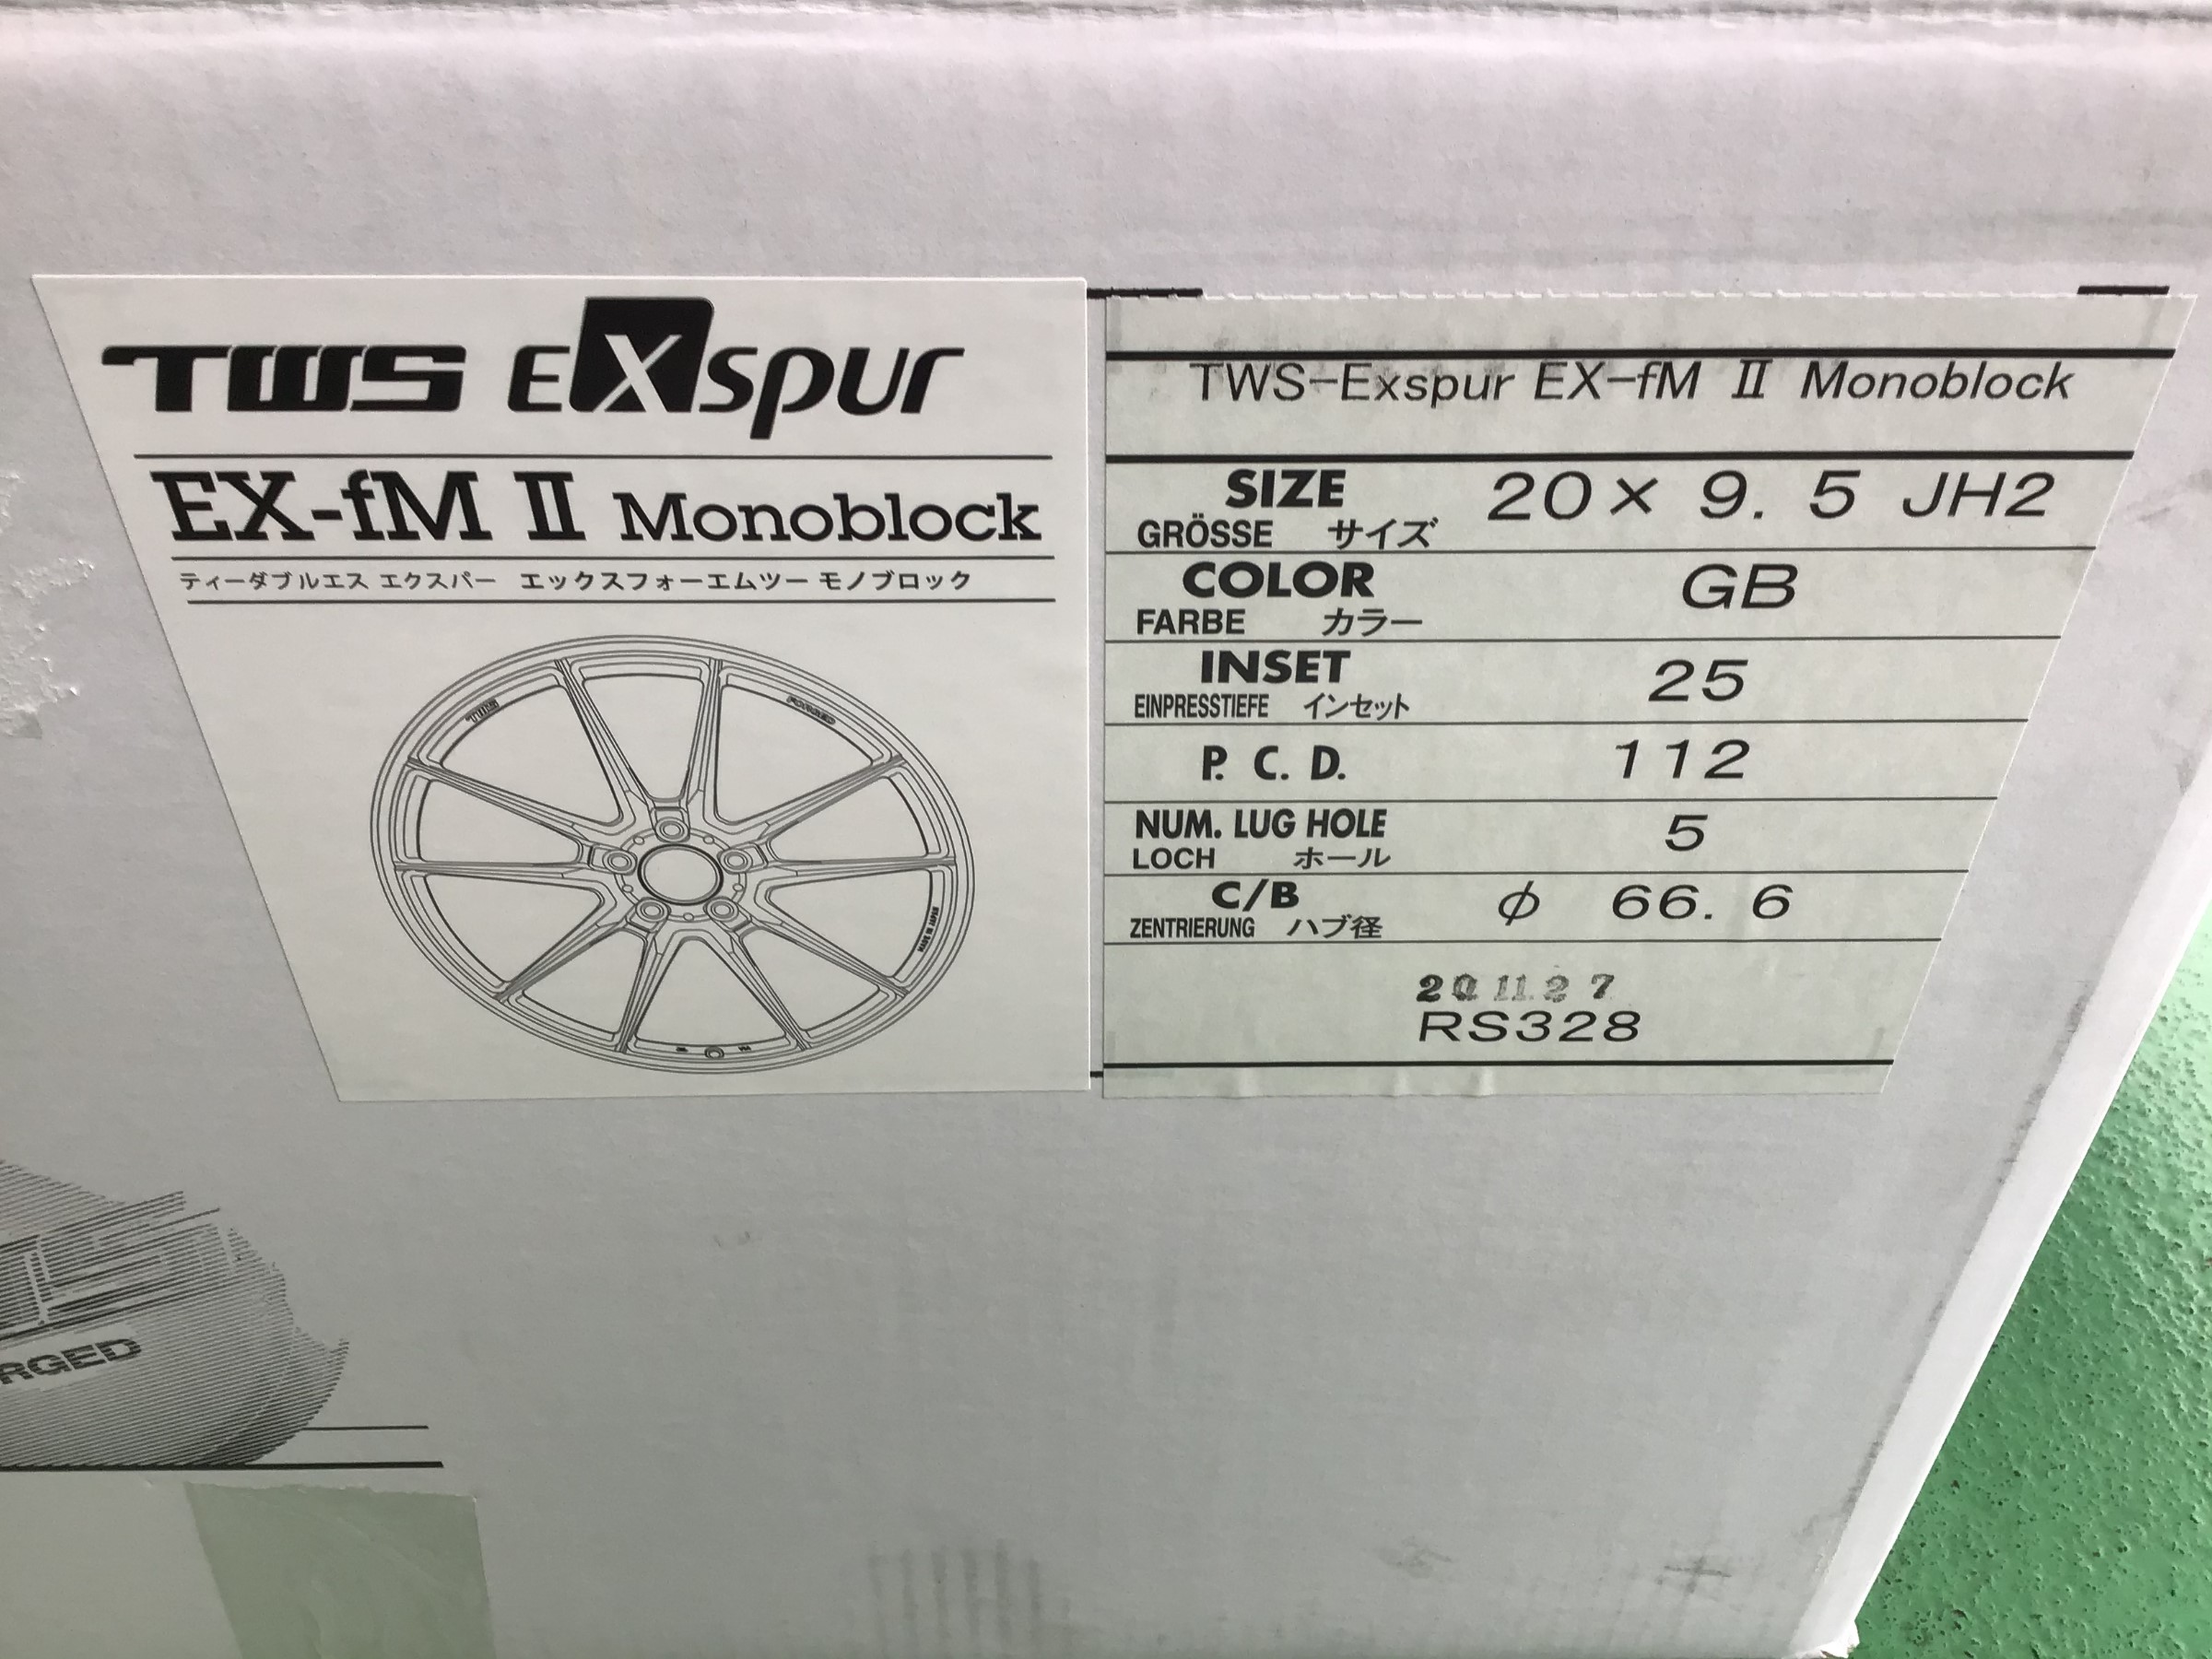 TWS EXspur
EX-fM II Monoblock
ティーダブルエス エクスパー エックスフォーエムツー モノブロック
FORGED
MADE IN JAPAN
TWS-Exspur EX-fM II Monoblock
SIZE
GRÖSSE サイズ
20× 9.5 JH2
COLOR
FARBE カラー
GB
INSET
EINPRESSTIEFE インセット
25
P. C. D.
112
NUM. LUG HOLE
LOCH ホール
5
C/B
ZENTRIERUNG ハブ径
φ 66.6
20 11.27
RS328
RGED